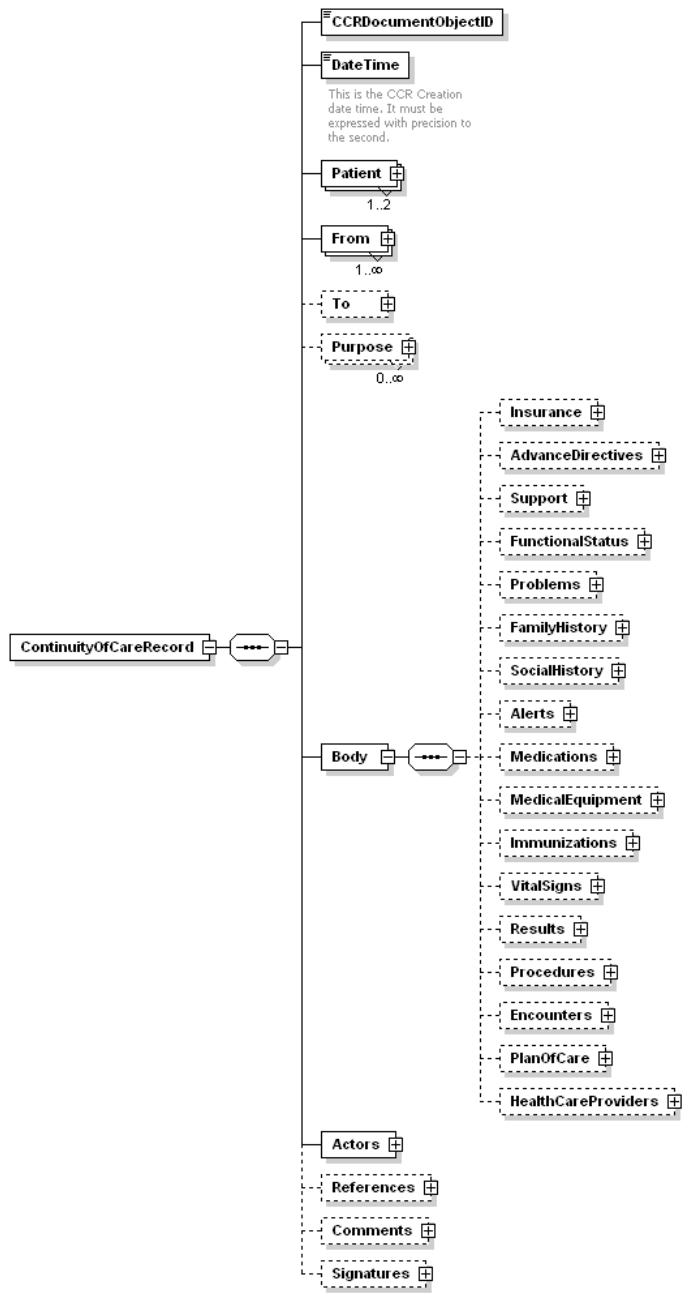 CCRDocumentObjectID
DateTime
This is the CCR Creation
date time. It must be
expressed with precision to
the second.
Patient
1..2
From
1..∞
To
Purpose
0..∞
ContinuityOfCareRecord
Body
Insurance
AdvanceDirectives
Support
FunctionalStatus
Problems
FamilyHistory
SocialHistory
Alerts
Medications
MedicalEquipment
Immunizations
VitalSigns
Results
Procedures
Encounters
PlanOfCare
HealthCareProviders
Actors
References
Comments
Signatures